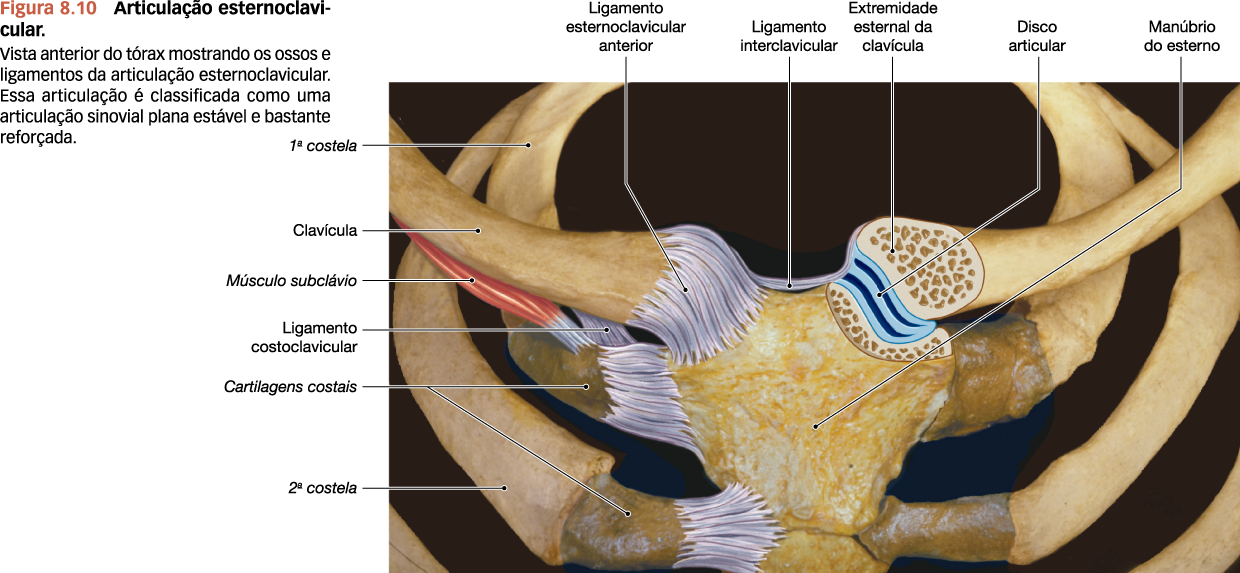 Figura 8.10 Articulação esternoclavi-
cular.
Vista anterior do tórax mostrando os ossos e
ligamentos da articulação esternoclavicular.
Essa articulação é classificada como uma
articulação sinovial plana estável e bastante
reforçada.
Ligamento
esternoclavicular
anterior
Ligamento
interclavicular
Extremidade
esternal da
clavícula
Disco
articular
Manúbrio
do esterno
1ª costela
Clavícula
Músculo subclávio
Ligamento
costoclavicular
Cartilagens costais
2ª costela